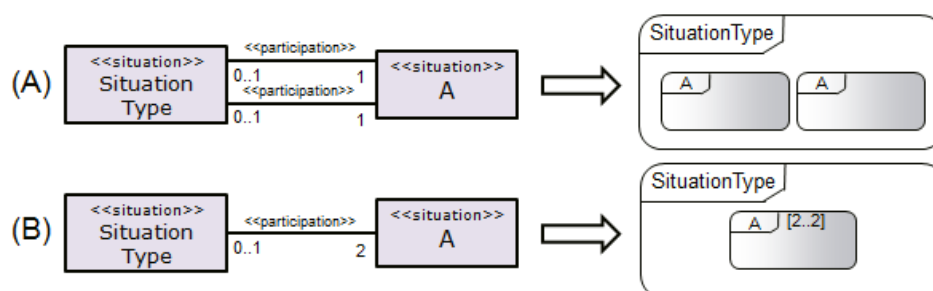 (A)
<<situation>>
Situation
Type
<<participation>>
0..1
1
<<participation>>
0..1
1
<<situation>>
A
SituationType
A
A
(B)
<<situation>>
Situation
Type
<<participation>>
0..1
2
<<situation>>
A
SituationType
A [2..2]